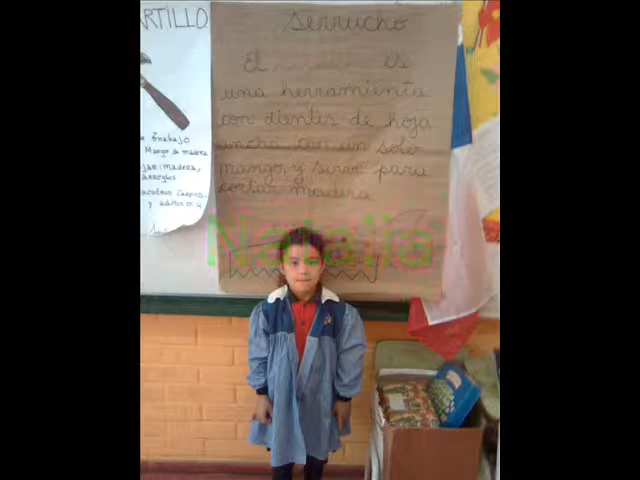 ARTILLO.
Serrucho
El es
una herramienta
con dientes de hoja
ancha con un solo
mango, y sirve para
cortar madera
trabajo
Mango de madera
madera,
Natalia